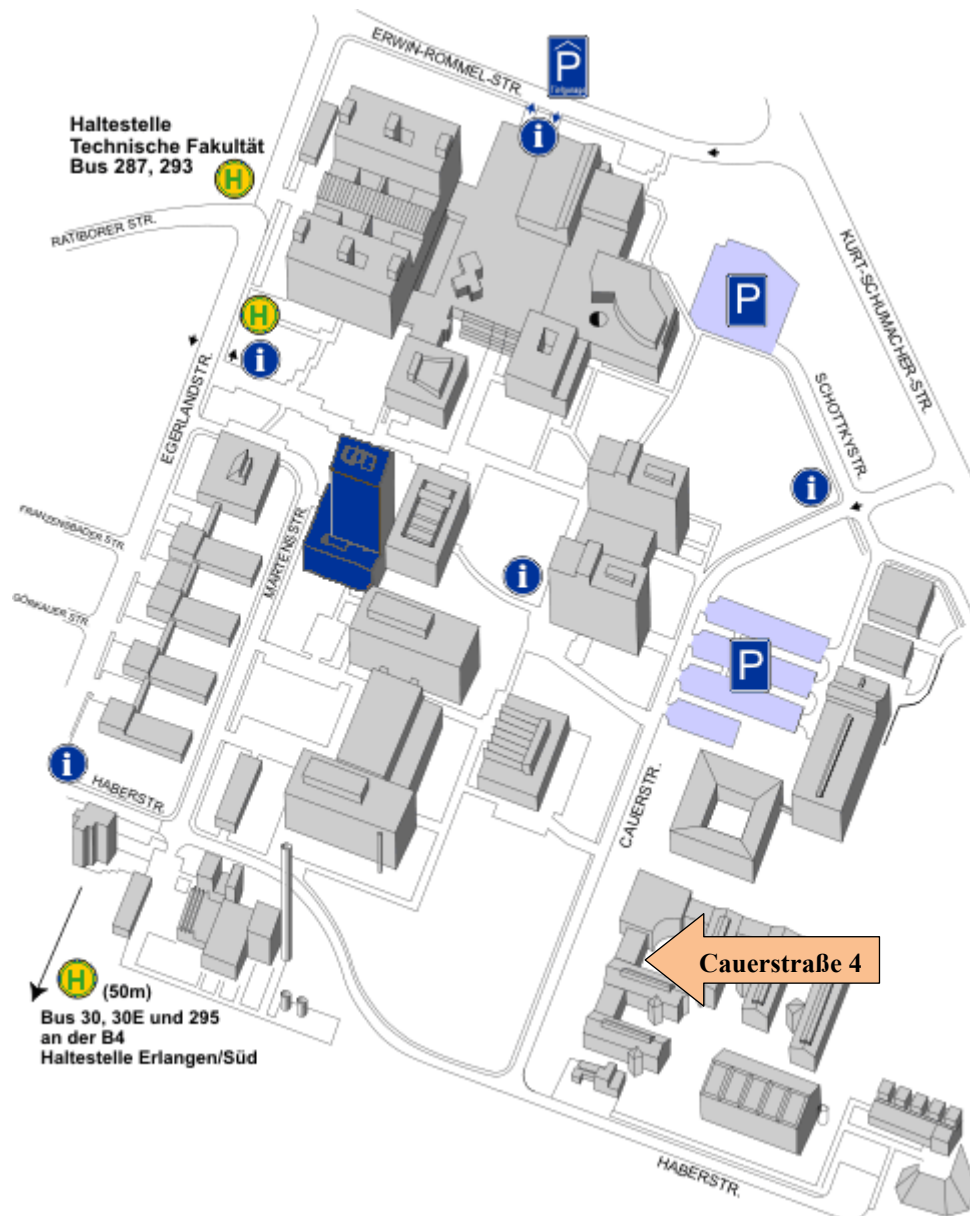 ERWIN-ROMMEL-STR.
P
Tiefgarage
i
Haltestelle
Technische Fakultät
Bus 287, 293
H
RATIBORER STR.
KURT-SCHUMACHER-STR.
P
H
i
SCHOTTKYSTR.
EGERLANDSTR.
i
FRANZENSBADER STR.
MARTENSSTR.
i
GÖRKAUER STR.
P
i
HABERSTR.
CAUERSTR.
Cauerstraße 4
H
(50m)
Bus 30, 30E und 295
an der B4
Haltestelle Erlangen/Süd
HABERSTR.